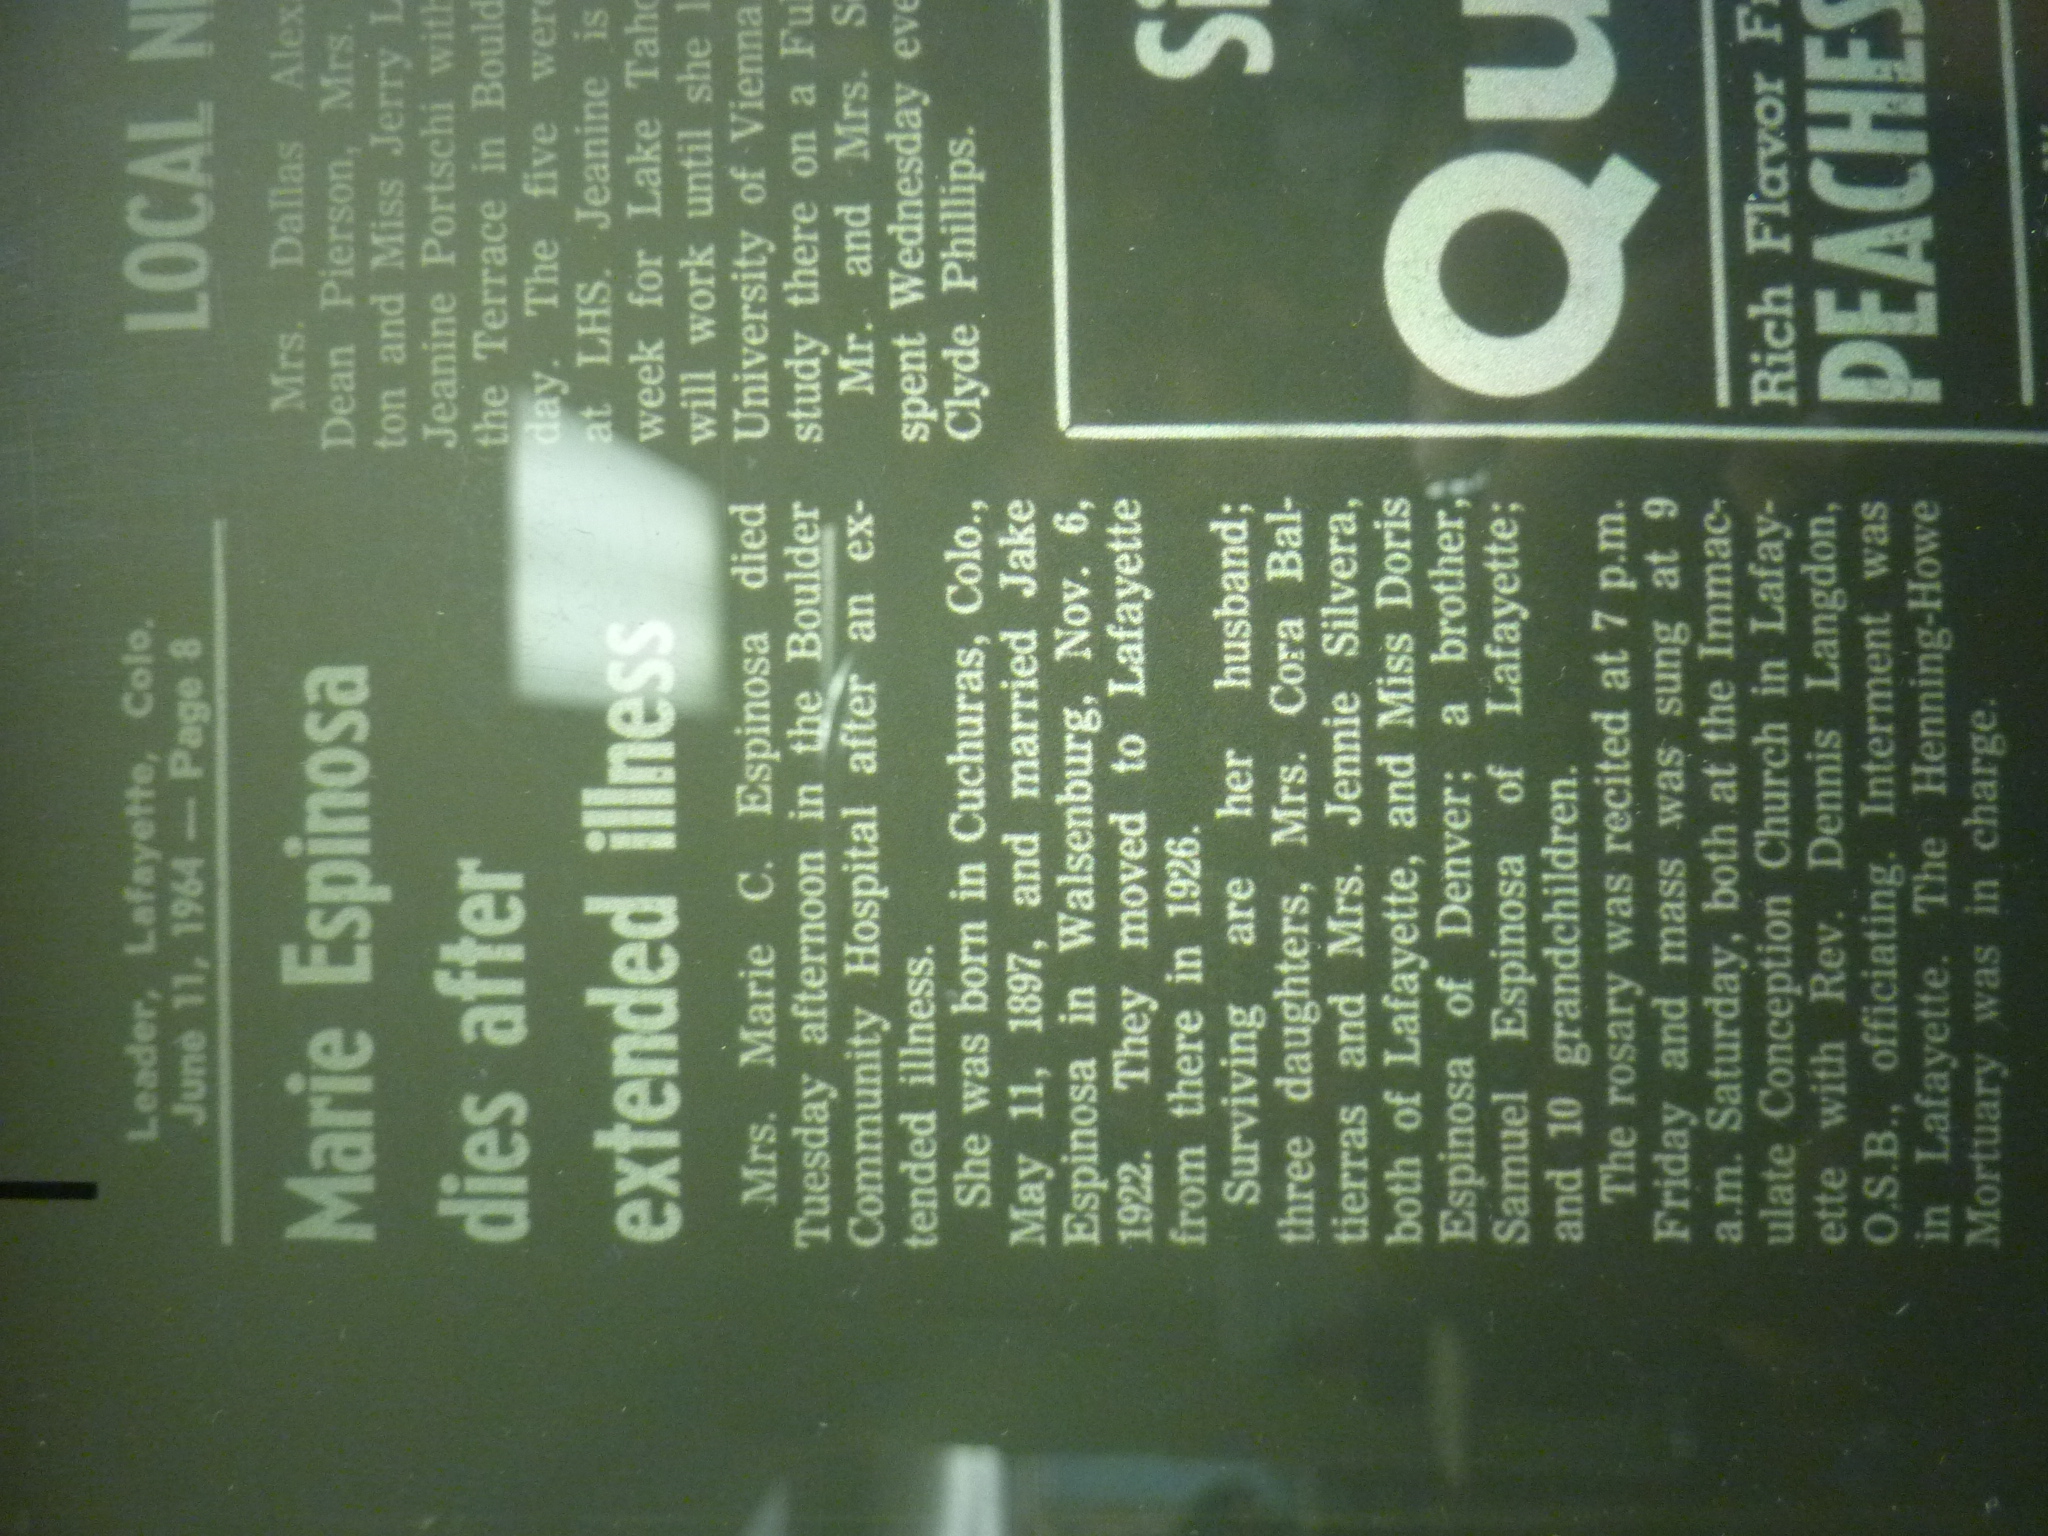 Leader, Lafayette, Colo.
June 11, 1964 — Page 8
Marie Espinosa
dies after
extended illness
Mrs. Marie C. Espinosa died
Tuesday afternoon in the Boulder
Community Hospital after an ex-
tended illness.
She was born in Cuchuras, Colo.,
May 11, 1897, and married Jake
Espinosa in Walsenburg, Nov. 6,
1922. They moved to Lafayette
from there in 1926.
Surviving are her husband;
three daughters, Mrs. Cora Bal-
tierras and Mrs. Jennie Silvera,
both of Lafayette, and Miss Doris
Espinosa of Denver; a brother,
Samuel Espinosa of Lafayette;
and 10 grandchildren.
The rosary was recited at 7 p.m.
Friday and mass was sung at 9
a.m. Saturday, both at the Immac-
ulate Conception Church in Lafay-
ette with Rev. Dennis Langdon,
O.S.B., officiating. Interment was
in Lafayette. The Henning-Howe
Mortuary was in charge.
LOCAL
Mrs. Dallas
Dean Pierson, Mrs.
ton and Miss Jerry
Jeanine Portschi with
the Terrace in
day. The five were
at LHS. Jeanine is
week for Lake
will work until she
University of Vienna
study there on a
Mr. and Mrs.
spent Wednesday
Clyde Phillips.
Qu
Rich Flavor
PEACHES